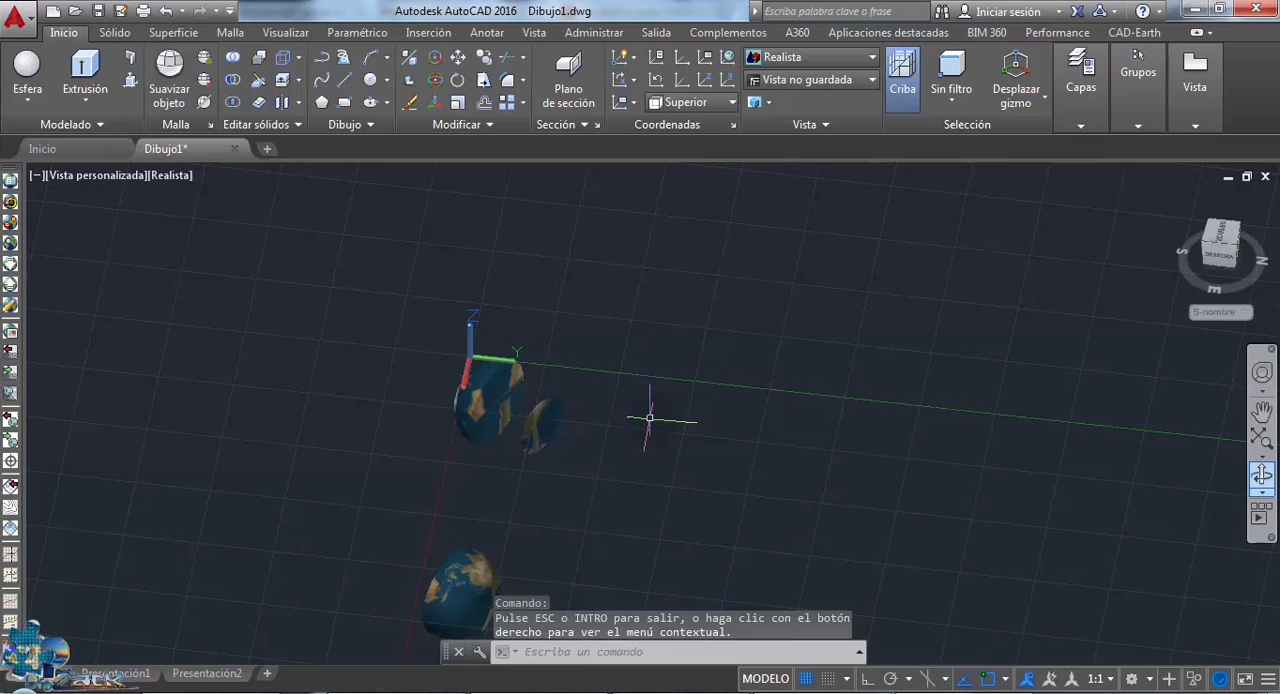 Autodesk AutoCAD 2016 Dibujo1.dwg
Escriba palabra clave o frase
Iniciar sesión
Inicio Sólido Superficie Malla Visualizar Paramétrico Inserción Anotar Vista Administrar Salida Complementos A360 Aplicaciones destacadas BIM 360 Performance CAD-Earth
Realista
Vista no guardada
Superior
Esfera
Extrusión
Suavizar
objeto
Plano
de sección
Criba
Sin filtro
Desplazar
gizmo
Capas
Grupos
Vista
Modelado Malla Editar sólidos Dibujo Modificar Sección Coordenadas Vista Selección
Inicio Dibujo1* +
[−][Vista personalizada][Realista]
DERECHA
S N
E
S-nombre
Z
Y
Comando:
Pulse ESC o INTRO para salir, o haga clic con el botón
derecho para ver el menú contextual.
Escriba un comando
Presentación1 Presentación2 +
MODELO 1:1